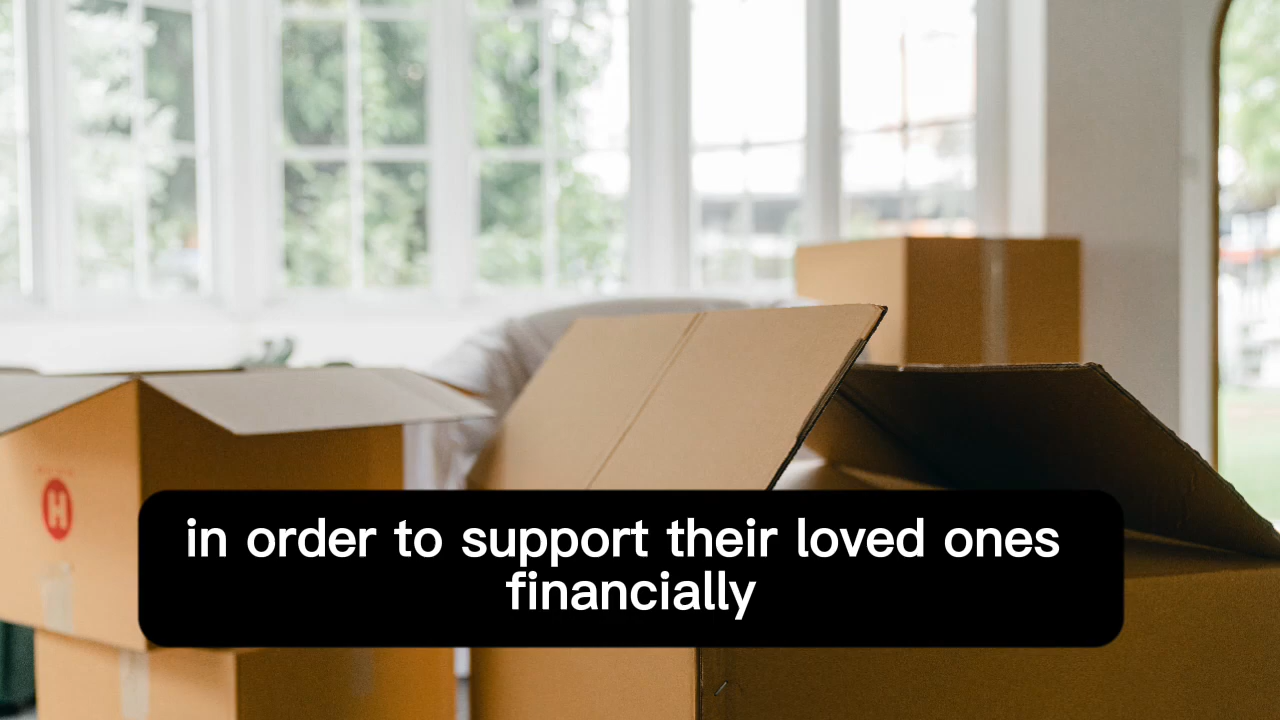 H
in order to support their loved ones
financially